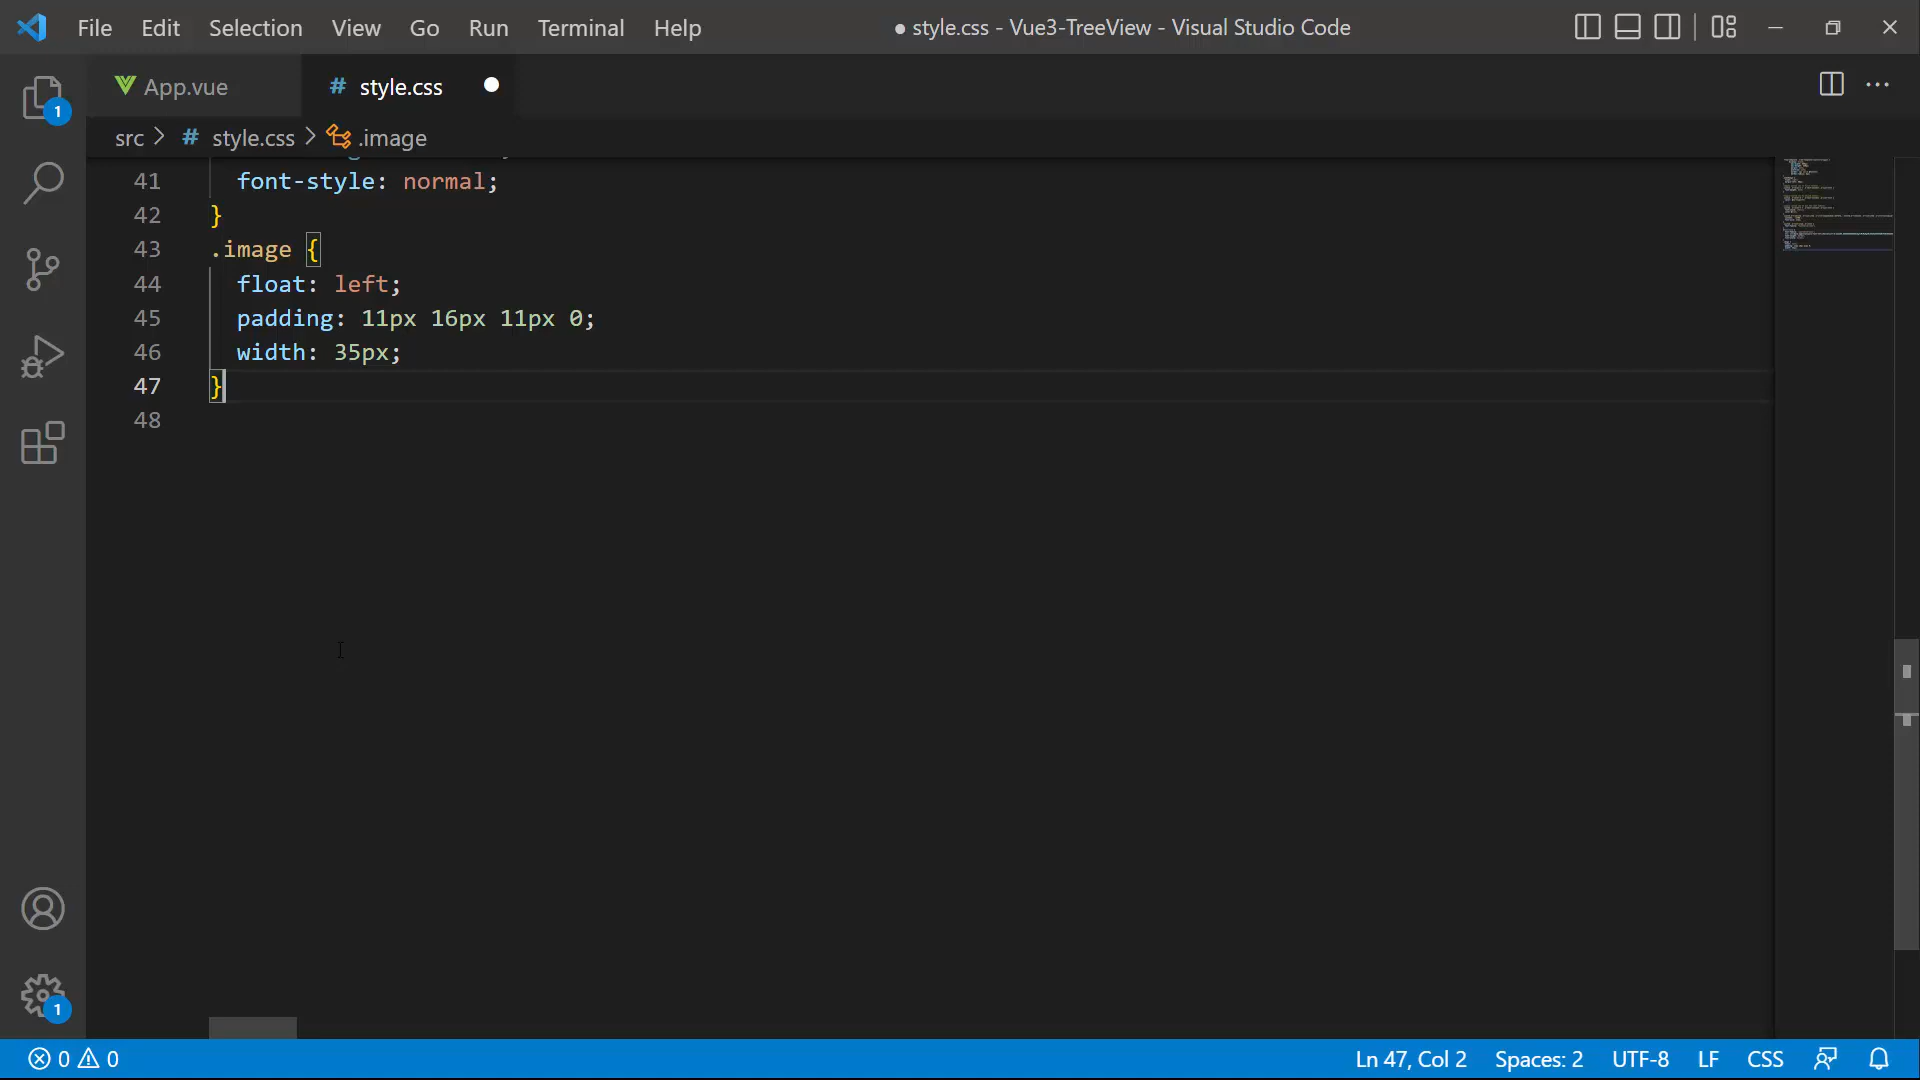 File Edit Selection View Go Run Terminal Help
● style.css - Vue3-TreeView - Visual Studio Code
App.vue
# style.css
src > # style.css > .image
41 font-style: normal;
42 }
43 .image {
44 float: left;
45 padding: 11px 16px 11px 0;
46 width: 35px;
47 }
48
1
1
0 0
Ln 47, Col 2 Spaces: 2 UTF-8 LF CSS